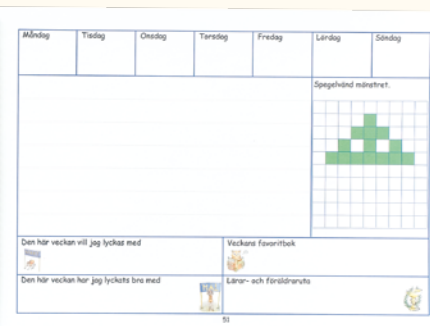 Måndag
Tisdag
Onsdag
Torsdag
Fredag
Lördag
Söndag
Spegelvänd mönstret.
Den här veckan vill jag lyckas med
Veckans favoritbok
Den här veckan har jag lyckats bra med
Lärar- och föräldraruta
51